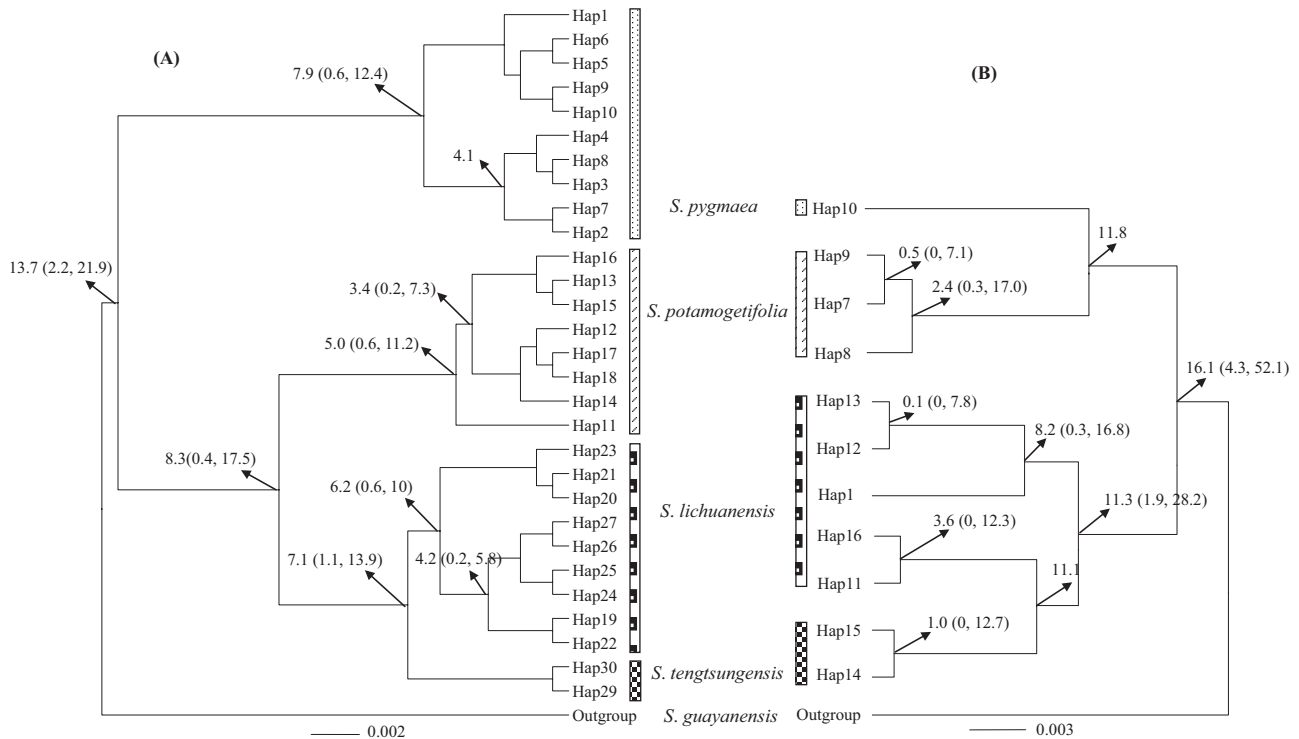 (A)
Hap1
Hap6
Hap5
Hap9
Hap10
Hap4
Hap8
Hap3
Hap7
Hap2
Hap16
Hap13
Hap15
Hap12
Hap17
Hap18
Hap14
Hap11
Hap23
Hap21
Hap20
Hap27
Hap26
Hap25
Hap24
Hap19
Hap22
Hap30
Hap29
Outgroup
7.9 (0.6, 12.4)
4.1
13.7 (2.2, 21.9)
3.4 (0.2, 7.3)
5.0 (0.6, 11.2)
8.3(0.4, 17.5)
6.2 (0.6, 10)
7.1 (1.1, 13.9)
4.2 (0.2, 5.8)
0.002
S. pygmaea
S. potamogetifolia
S. lichuanensis
S. tengtsungensis
S. guayanensis
(B)
Hap10
Hap9
Hap7
Hap8
Hap13
Hap12
Hap1
Hap16
Hap11
Hap15
Hap14
Outgroup
11.8
0.5 (0, 7.1)
2.4 (0.3, 17.0)
16.1 (4.3, 52.1)
0.1 (0, 7.8)
8.2 (0.3, 16.8)
11.3 (1.9, 28.2)
3.6 (0, 12.3)
11.1
1.0 (0, 12.7)
0.003